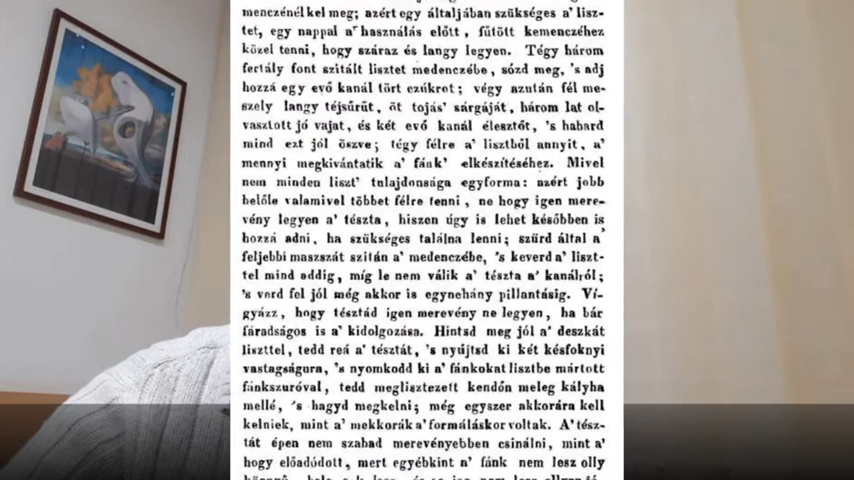 menczénél kel meg; azért egy általjában szükséges a' lisz-
tet, egy nappal a' használás előtt, fűtött kemenczéhez
közel tenni, hogy száraz és langy legyen. Tégy három
fertály font szitált lisztet medenczébe, sózd meg, 's adj
hozzá egy evő kanál tört czúkrot; végy azután fél me-
szely langy téjsűrűt, öt tojás' sárgáját, három lat ol-
vasztott jó vajat, és két evő kanál élesztőt, 's habard
mind ezt jól öszve; tégy félre a' lisztből annyit, a'
mennyi megkivántatik a' fánk' elkészítéséhez. Mivel
nem minden liszt' tulajdonsága egyforma: azért jobb
belőle valamivel többet félre tenni, ne hogy igen mere-
vény legyen a' tészta, hiszen úgy is lehet későbben is
hozzá adni, ha szükséges találna lenni; szűrd által a'
feljebbi maszszát szitán a' medenczébe, 's keverd a' liszt-
tel mind addig, míg le nem válik a' tészta a' kanálról;
's verd fel jól még akkor is egynehány pillantásig. Vi-
gyázz, hogy tésztád igen merevény ne legyen, ha bár
fáradságos is a' kidolgozása. Hintsd meg jól a' deszkát
liszttel, tedd reá a' tésztát, 's nyújtsd ki két késfoknyi
vastagságura, 's nyomkodd ki a' fánkokat lisztbe mártott
fánkszuróval, tedd meglisztezett kendőn meleg kályha
mellé, 's hagyd megkelni; még egyszer akkorára kell
kelniek, mint a' mekkorák a' formáláskor voltak. A' tész-
tát épen nem szabad merevényebben csinálni, mint a'
hogy előadódott, mert egyébkint a' fánk nem lesz olly